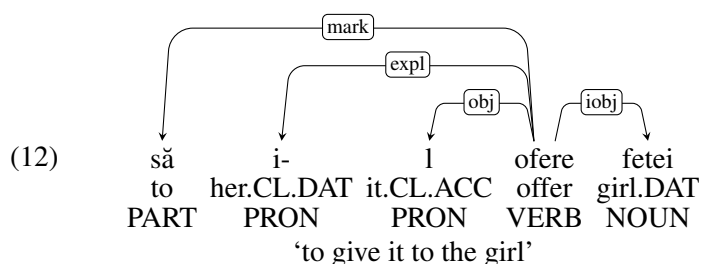 mark
expl
obj iobj
(12) să i- l ofere fetei
to her.CL.DAT it.CL.ACC offer girl.DAT
PART PRON PRON VERB NOUN
‘to give it to the girl’